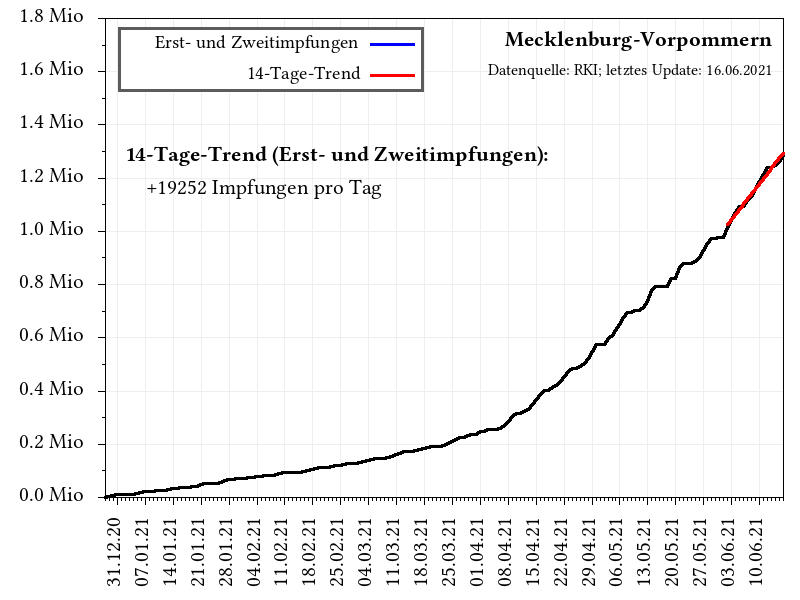 1.8 Mio
1.6 Mio
1.4 Mio
1.2 Mio
1.0 Mio
0.8 Mio
0.6 Mio
0.4 Mio
0.2 Mio
0.0 Mio
Erst- und Zweitimpfungen
14-Tage-Trend
Mecklenburg-Vorpommern
Datenquelle: RKI; letztes Update: 16.06.2021
14-Tage-Trend (Erst- und Zweitimpfungen):
+19252 Impfungen pro Tag
31.12.20
07.01.21
14.01.21
21.01.21
28.01.21
04.02.21
11.02.21
18.02.21
25.02.21
04.03.21
11.03.21
18.03.21
25.03.21
01.04.21
08.04.21
15.04.21
22.04.21
29.04.21
06.05.21
13.05.21
20.05.21
27.05.21
03.06.21
10.06.21